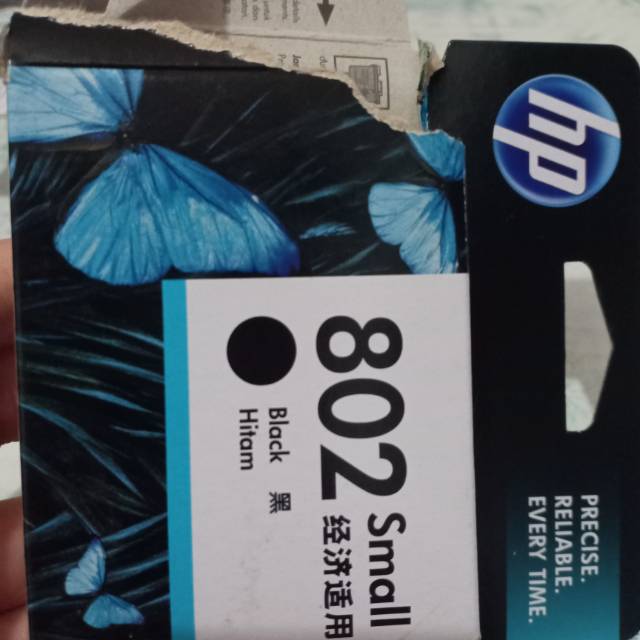 hp
802 Small
经济适用
Black 黑
Hitam
PRECISE.
RELIABLE.
EVERY TIME.